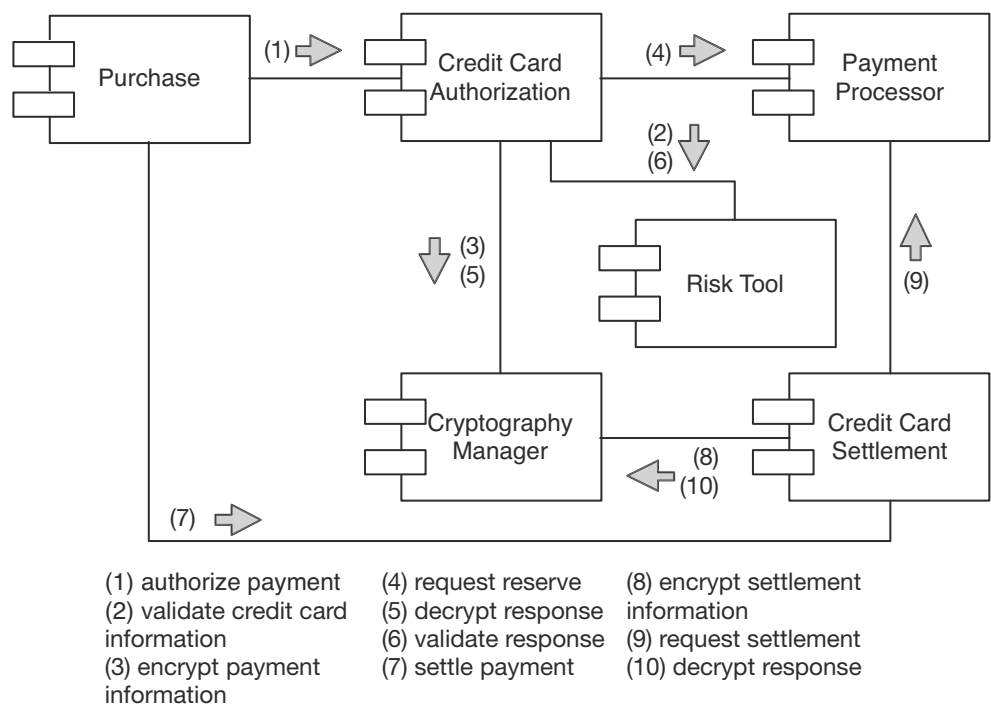 Purchase
(1)
Credit Card
Authorization
(4)
Payment
Processor
(2)
(6)
(3)
(5)
Risk Tool
(9)
Cryptography
Manager
(8)
(10)
Credit Card
Settlement
(7)
(1) authorize payment
(2) validate credit card
information
(3) encrypt payment
information
(4) request reserve
(5) decrypt response
(6) validate response
(7) settle payment
(8) encrypt settlement
information
(9) request settlement
(10) decrypt response